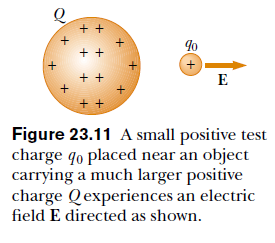 Q
q0
E
Figure 23.11 A small positive test
charge q0 placed near an object
carrying a much larger positive
charge Q experiences an electric
field E directed as shown.